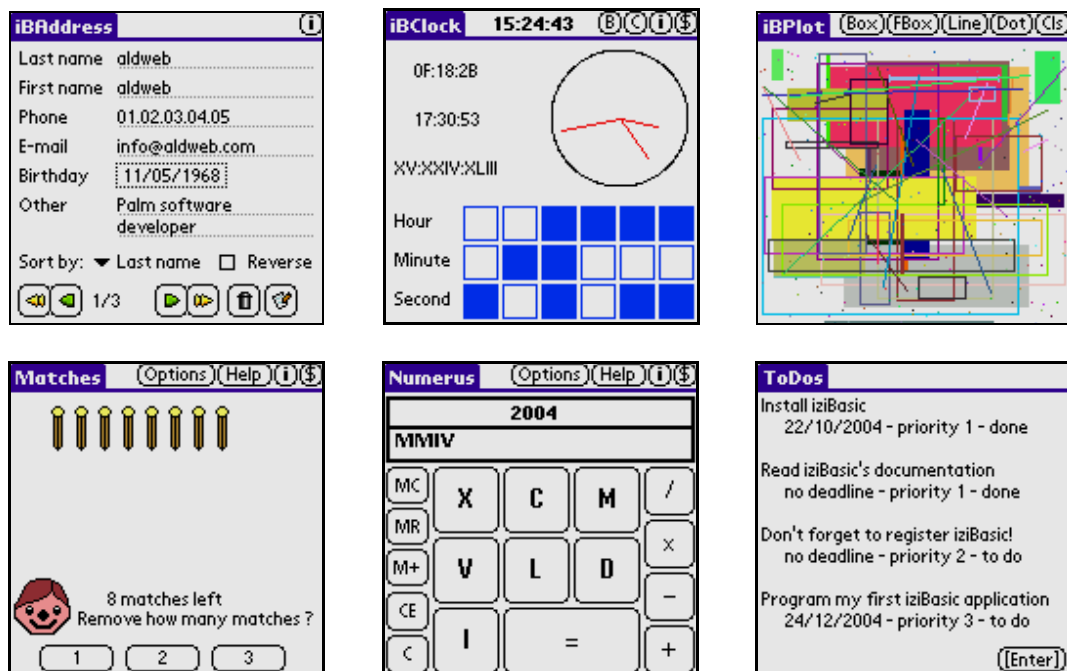 iBAddress i
Last name aldweb
First name aldweb
Phone 01.02.03.04.05
E-mail info@aldweb.com
Birthday 11/05/1968
Other Palm software
developer
Sort by: Last name Reverse
1/3
iBClock 15:24:43 B C i $
0F:18:2B
17:30:53
XV:XXIV:XLIII
Hour
Minute
Second
iBPlot Box FBox Line Dot Cls
Matches Options Help i $
8 matches left
Remove how many matches ?
1 2 3
Numerus Options Help i $
2004
MMIV
MC X C M /
MR x
M+ V L D
CE −
C I = +
ToDos
Install iziBasic
22/10/2004 - priority 1 - done
Read iziBasic's documentation
no deadline - priority 1 - done
Don't forget to register iziBasic!
no deadline - priority 2 - to do
Program my first iziBasic application
24/12/2004 - priority 3 - to do
[Enter]